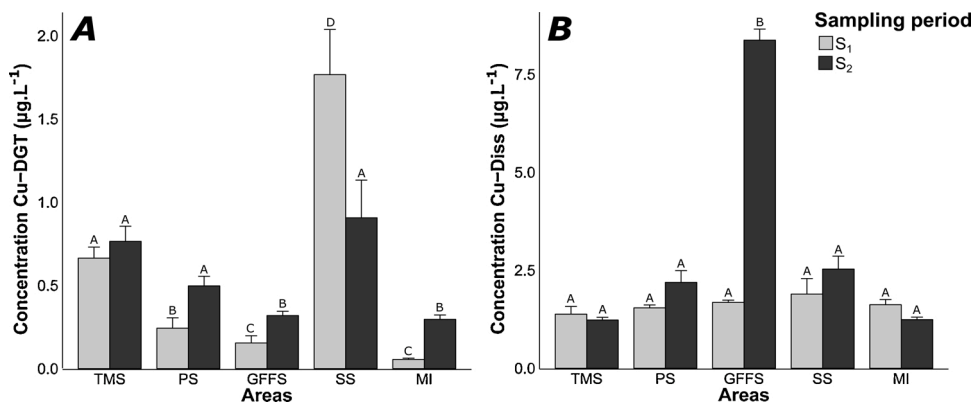 A
Concentration Cu−DGT (µg.L⁻¹)
2.0
1.5
1.0
0.5
0.0
A
A
B
A
C
B
D
A
C
B
TMS
PS
GFFS
SS
MI
Areas
B
Sampling period
S₁
S₂
Concentration Cu−Diss (µg.L⁻¹)
7.5
5.0
2.5
0.0
A
A
A
A
A
B
A
A
A
A
TMS
PS
GFFS
SS
MI
Areas